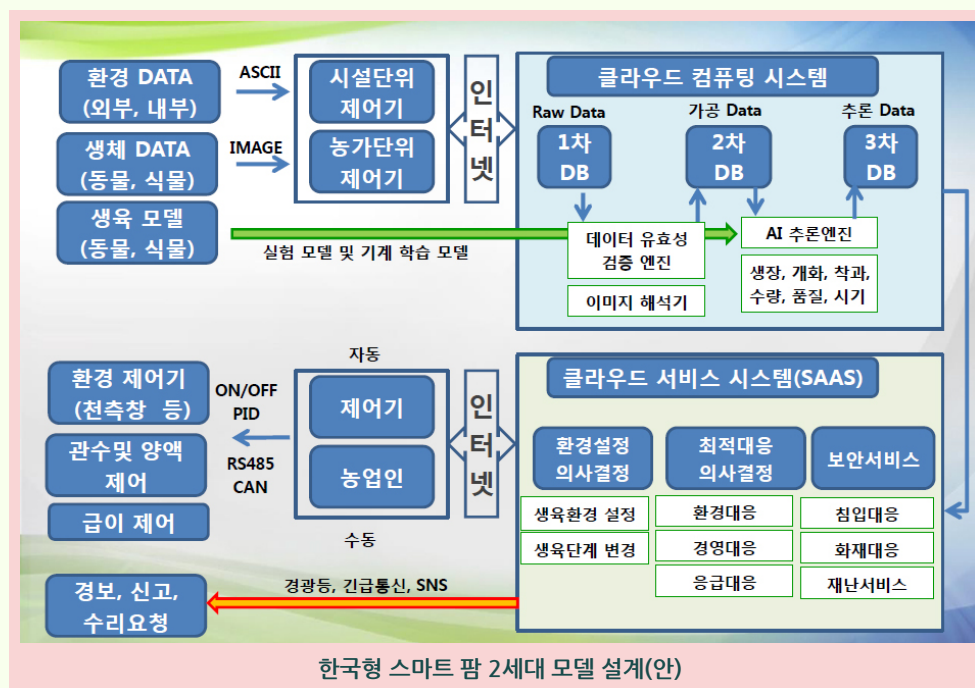 환경 DATA
(외부, 내부)
ASCII
시설단위
제어기
생체 DATA
(동물, 식물)
IMAGE
농가단위
제어기
생육 모델
(동물, 식물)
실험 모델 및 기계 학습 모델
인
터
넷
클라우드 컴퓨팅 시스템
Raw Data
가공 Data
추론 Data
1차
DB
2차
DB
3차
DB
데이터 유효성
검증 엔진
이미지 해석기
AI 추론엔진
생장, 개화, 착과,
수량, 품질, 시기
환경 제어기
(천측창 등)
관수및 양액
제어
급이 제어
ON/OFF
PID
RS485
CAN
자동
제어기
농업인
수동
인
터
넷
클라우드 서비스 시스템(SAAS)
환경설정
의사결정
최적대응
의사결정
보안서비스
생육환경 설정
환경대응
침입대응
생육단계 변경
경영대응
화재대응
응급대응
재난서비스
경보, 신고,
수리요청
경광등, 긴급통신, SNS
한국형 스마트 팜 2세대 모델 설계(안)